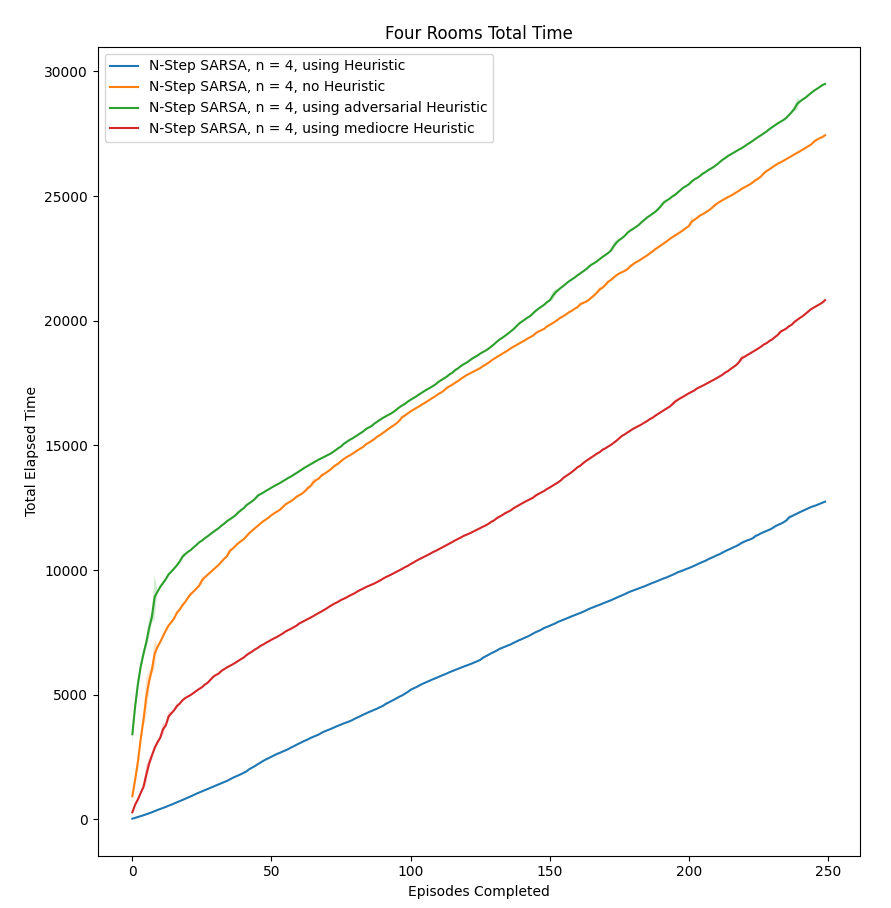 Four Rooms Total Time
N-Step SARSA, n = 4, using Heuristic
N-Step SARSA, n = 4, no Heuristic
N-Step SARSA, n = 4, using adversarial Heuristic
N-Step SARSA, n = 4, using mediocre Heuristic
30000
25000
20000
15000
10000
5000
0
Total Elapsed Time
0 50 100 150 200 250
Episodes Completed